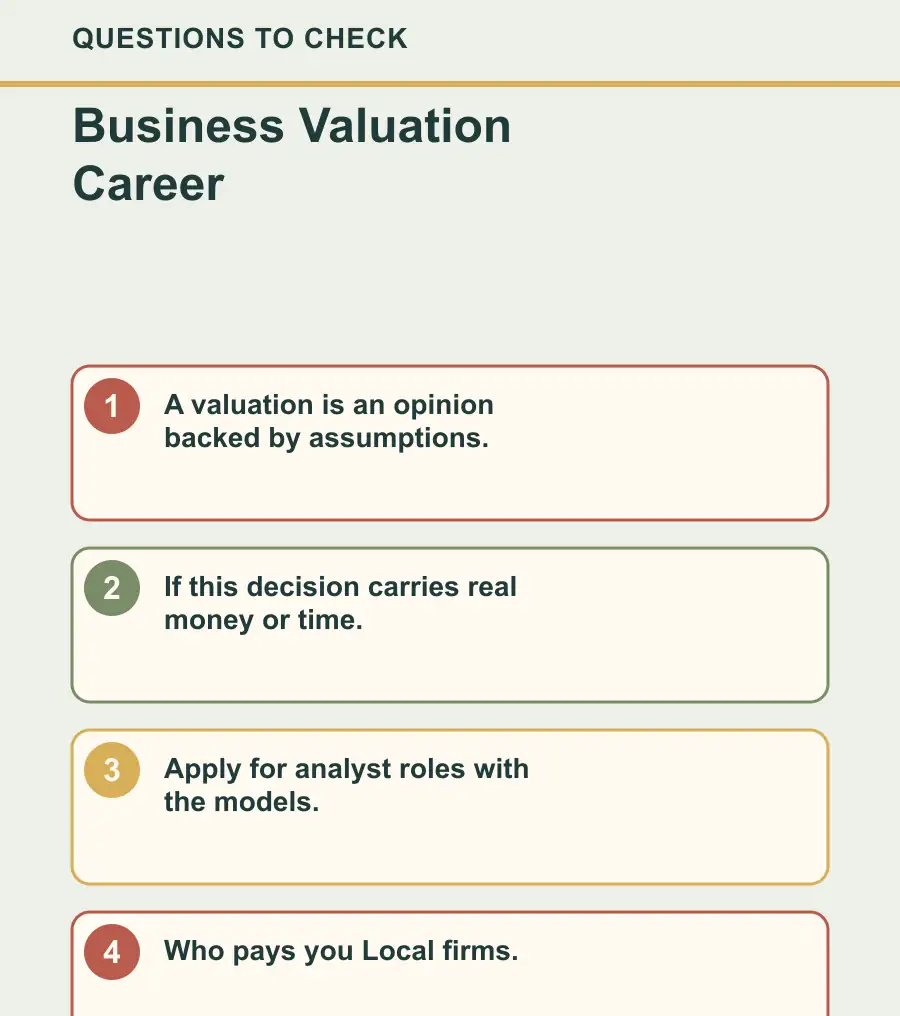 QUESTIONS TO CHECK
Business Valuation
Career
1
A valuation is an opinion
backed by assumptions.
2
If this decision carries real
money or time.
3
Apply for analyst roles with
the models.
4
Who pays you Local firms.